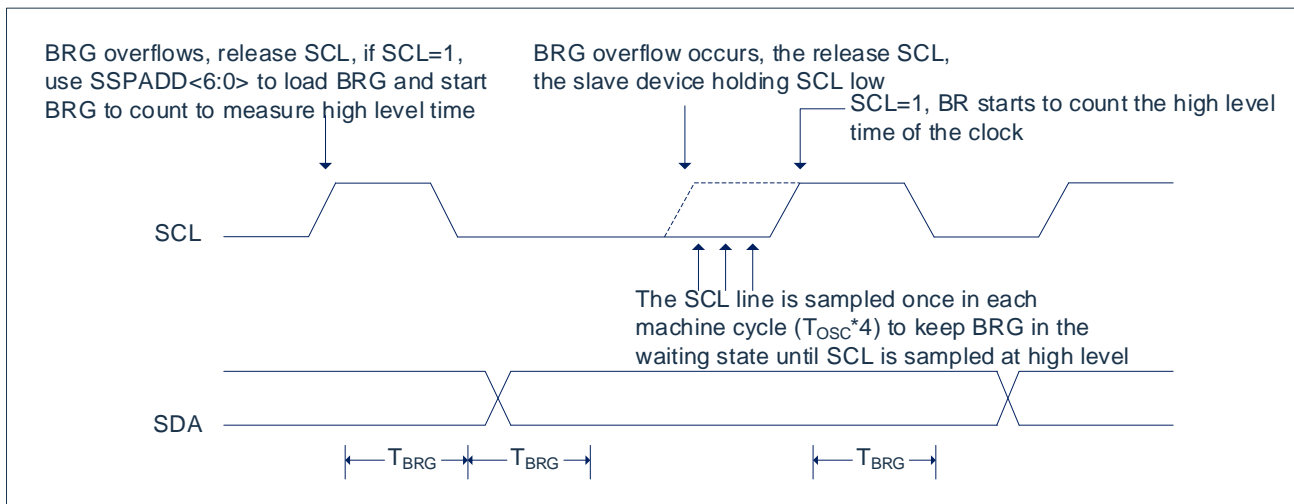 BRG overflows, release SCL, if SCL=1,
use SSPADD<6:0> to load BRG and start
BRG to count to measure high level time
BRG overflow occurs, the release SCL,
the slave device holding SCL low
SCL=1, BR starts to count the high level
time of the clock
SCL
The SCL line is sampled once in each
machine cycle (TOSC*4) to keep BRG in the
waiting state until SCL is sampled at high level
SDA
TBRG
TBRG
TBRG